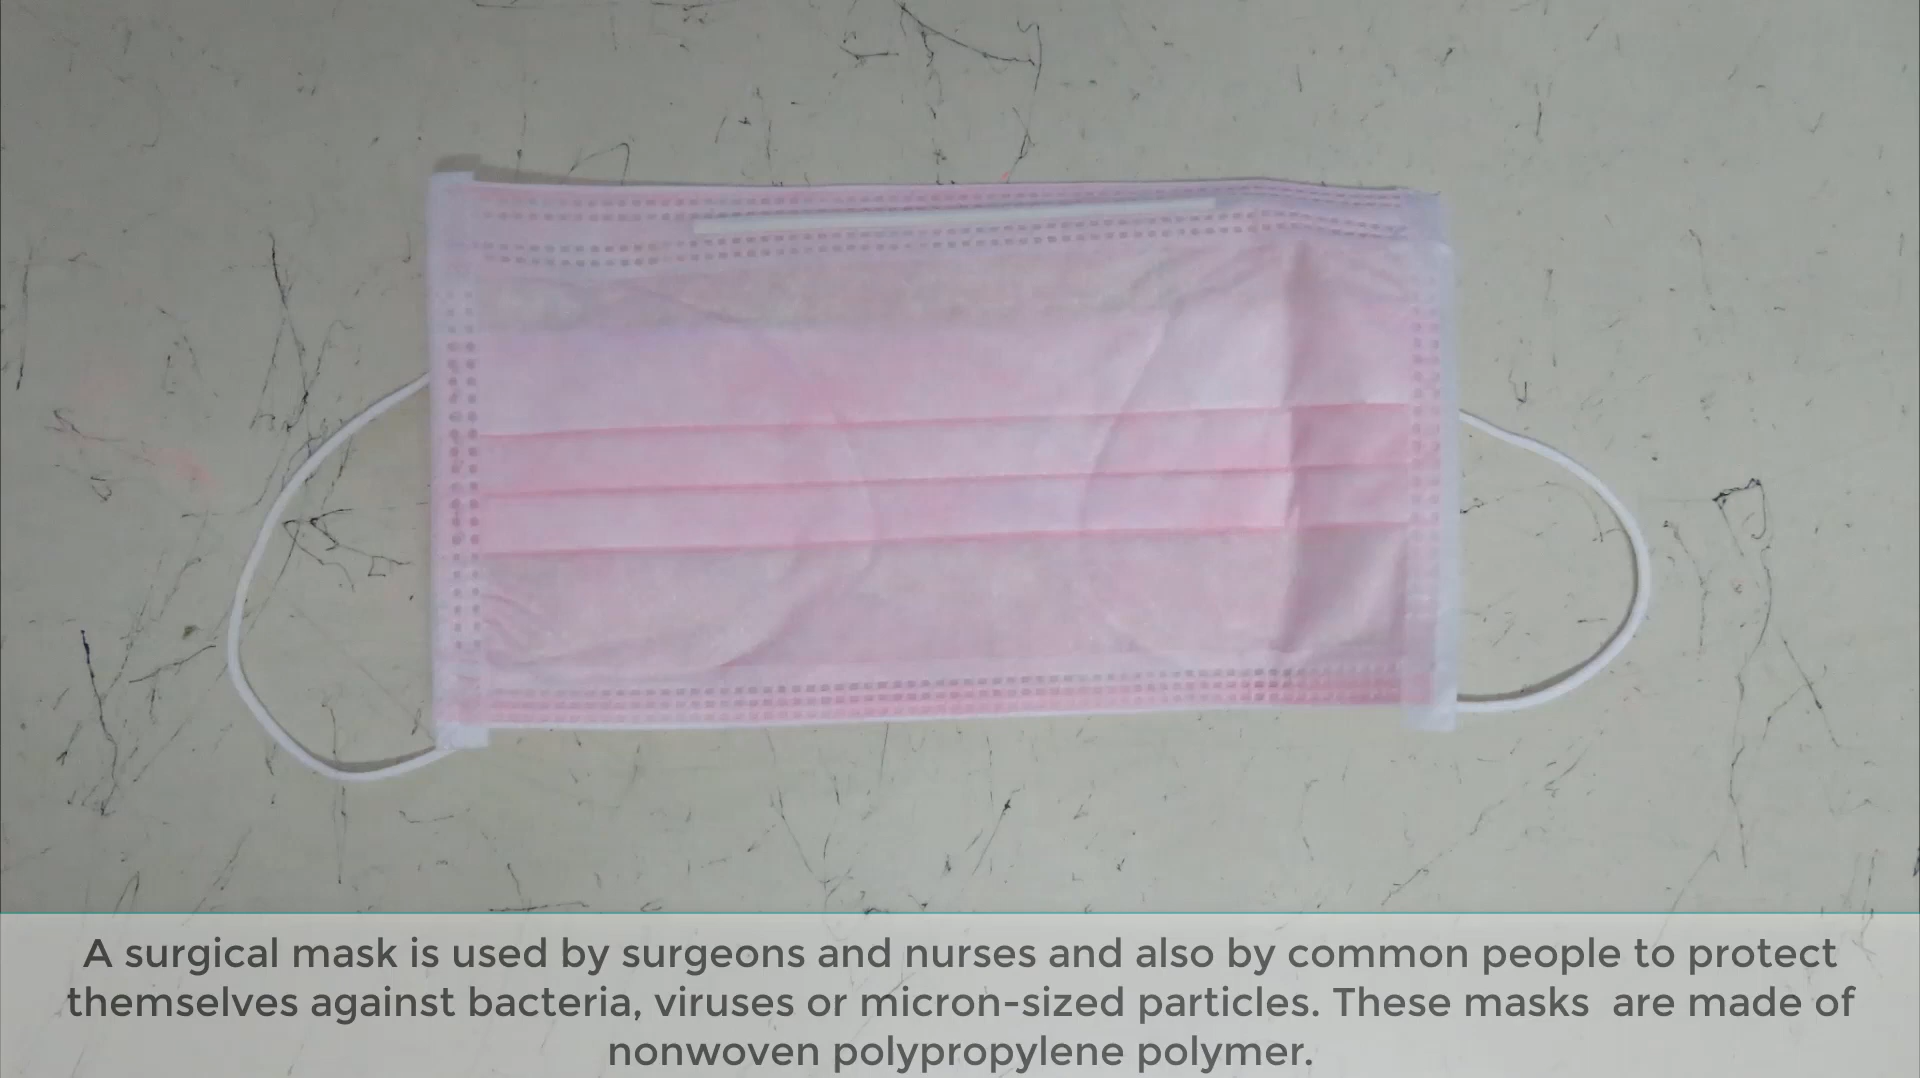 A surgical mask is used by surgeons and nurses and also by common people to protect
themselves against bacteria, viruses or micron-sized particles. These masks  are made of
nonwoven polypropylene polymer.